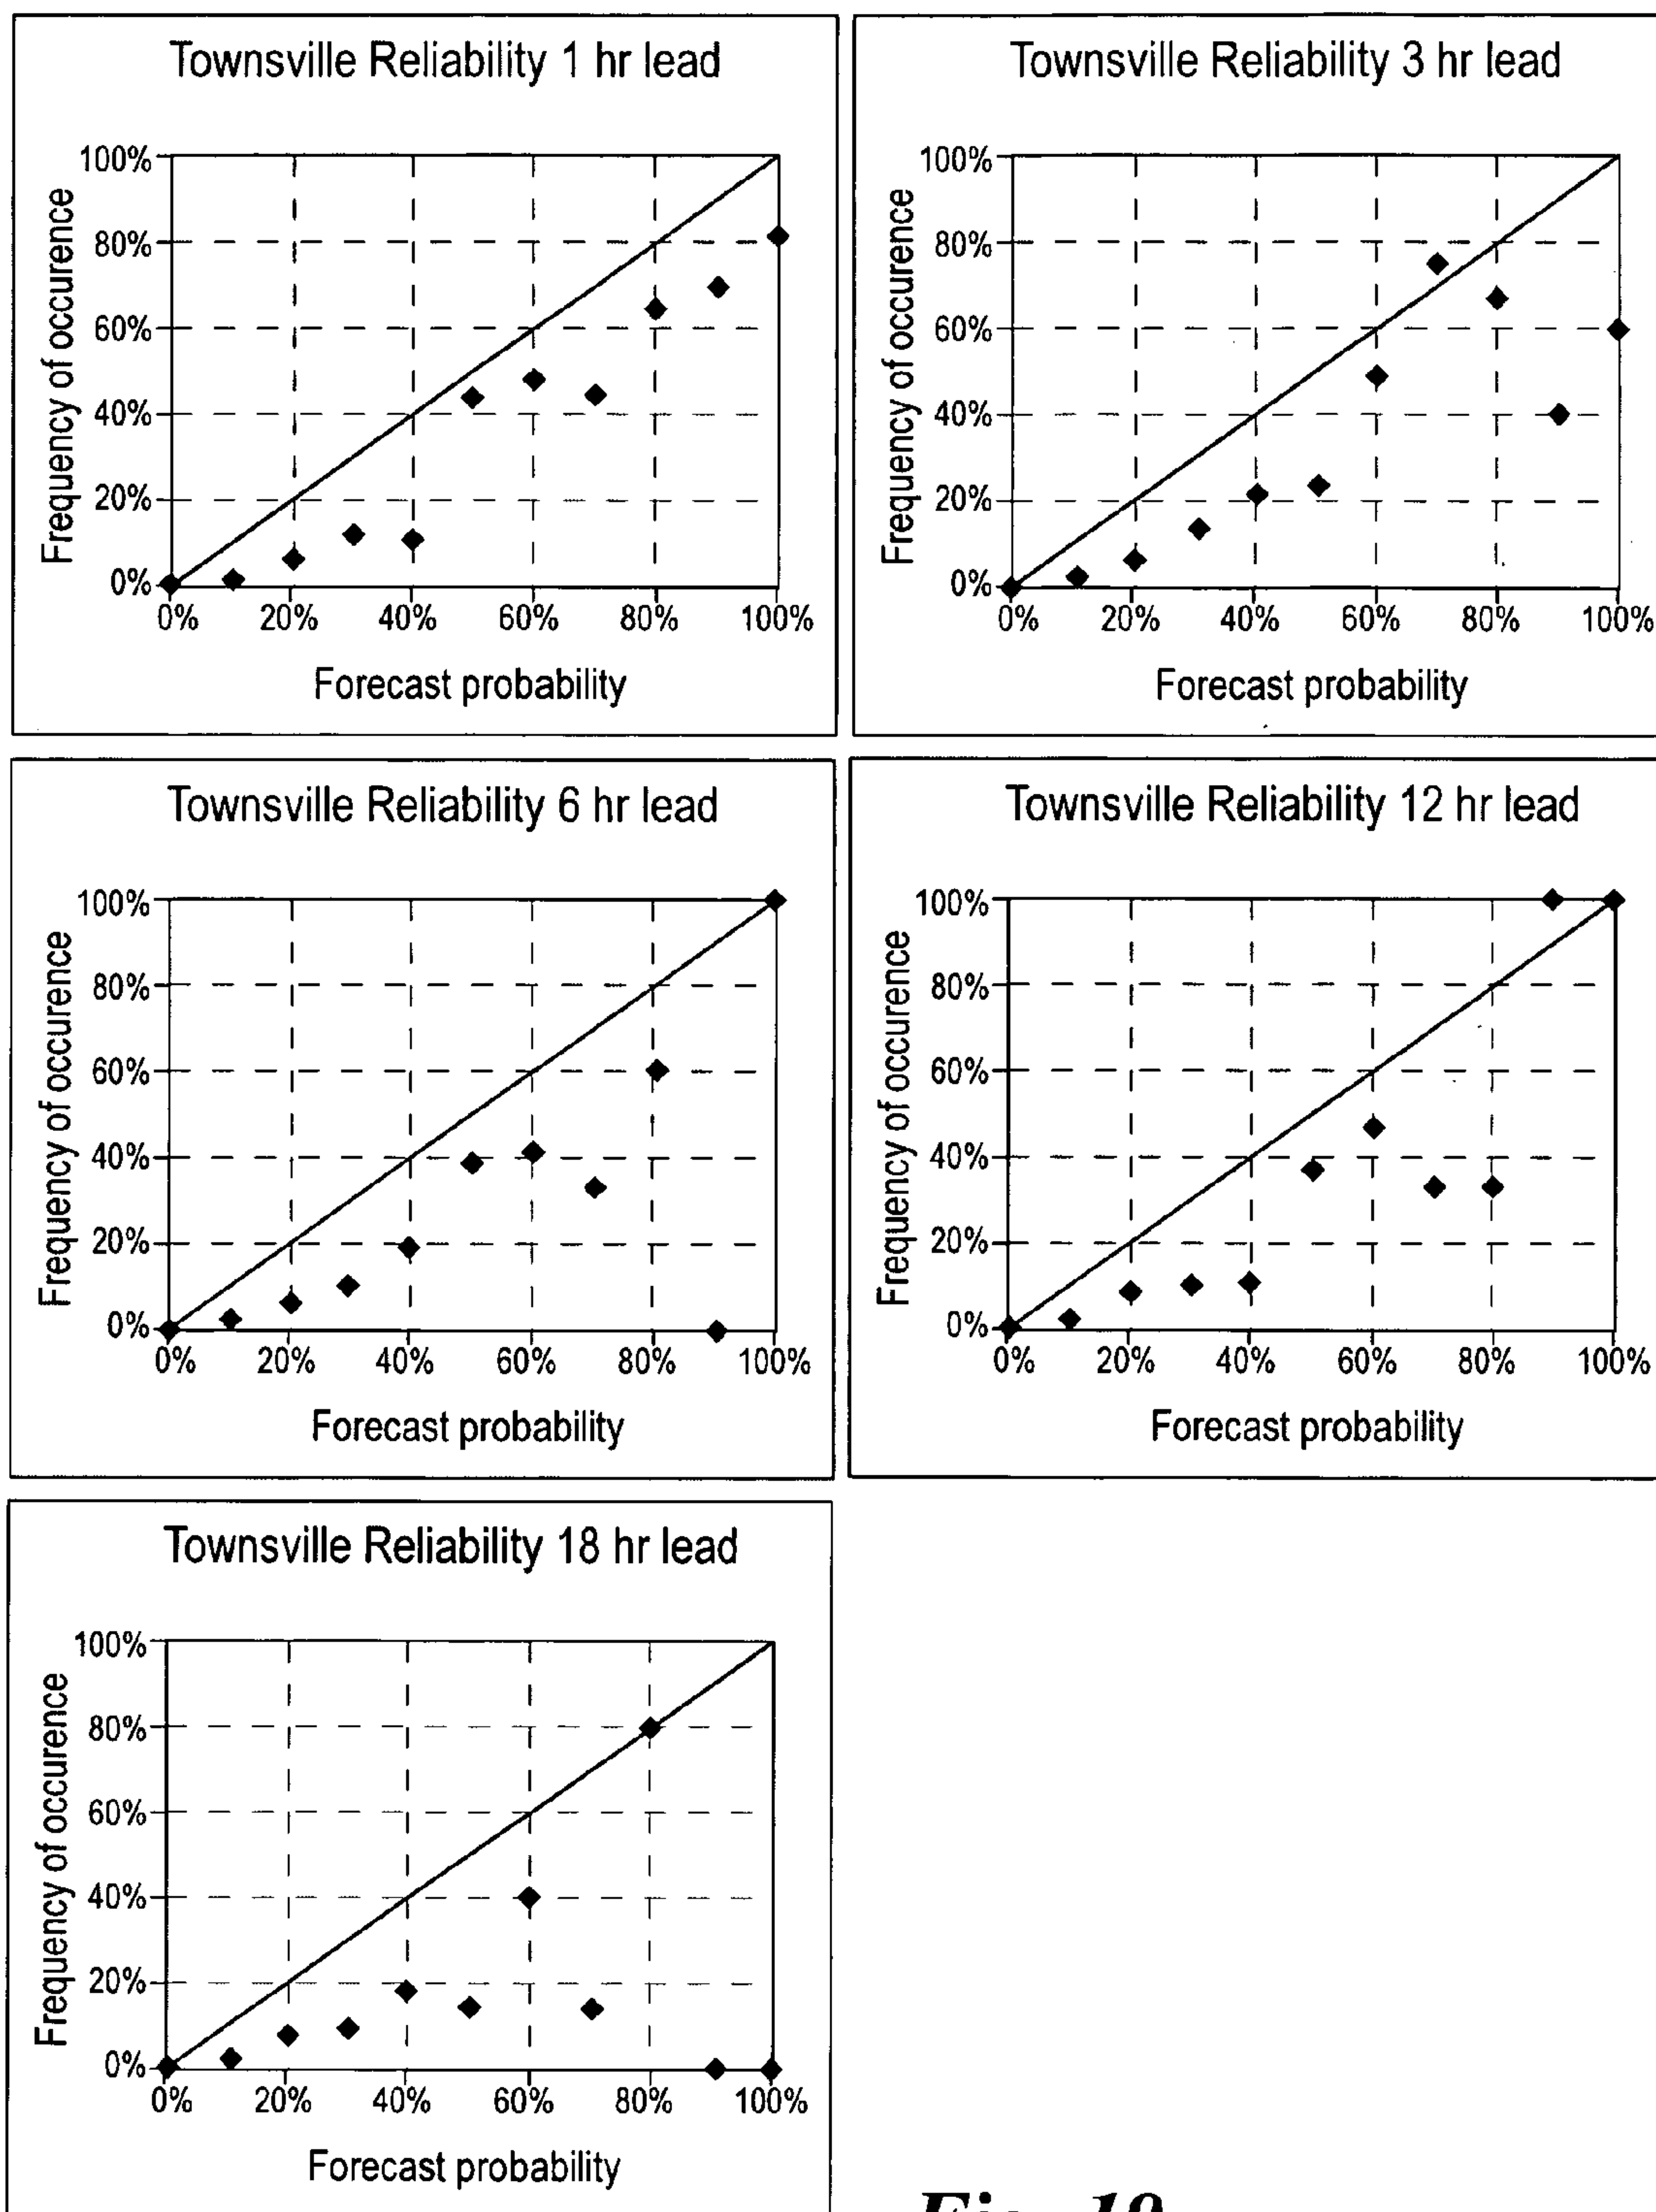 Townsville Reliability 1 hr lead
Frequency of occurence
100%
80%
60%
40%
20%
0%
0% 20% 40% 60% 80% 100%
Forecast probability
Townsville Reliability 3 hr lead
Frequency of occurence
100%
80%
60%
40%
20%
0%
0% 20% 40% 60% 80% 100%
Forecast probability
Townsville Reliability 6 hr lead
Frequency of occurence
100%
80%
60%
40%
20%
0%
0% 20% 40% 60% 80% 100%
Forecast probability
Townsville Reliability 12 hr lead
Frequency of occurence
100%
80%
60%
40%
20%
0%
0% 20% 40% 60% 80% 100%
Forecast probability
Townsville Reliability 18 hr lead
Frequency of occurence
100%
80%
60%
40%
20%
0%
0% 20% 40% 60% 80% 100%
Forecast probability